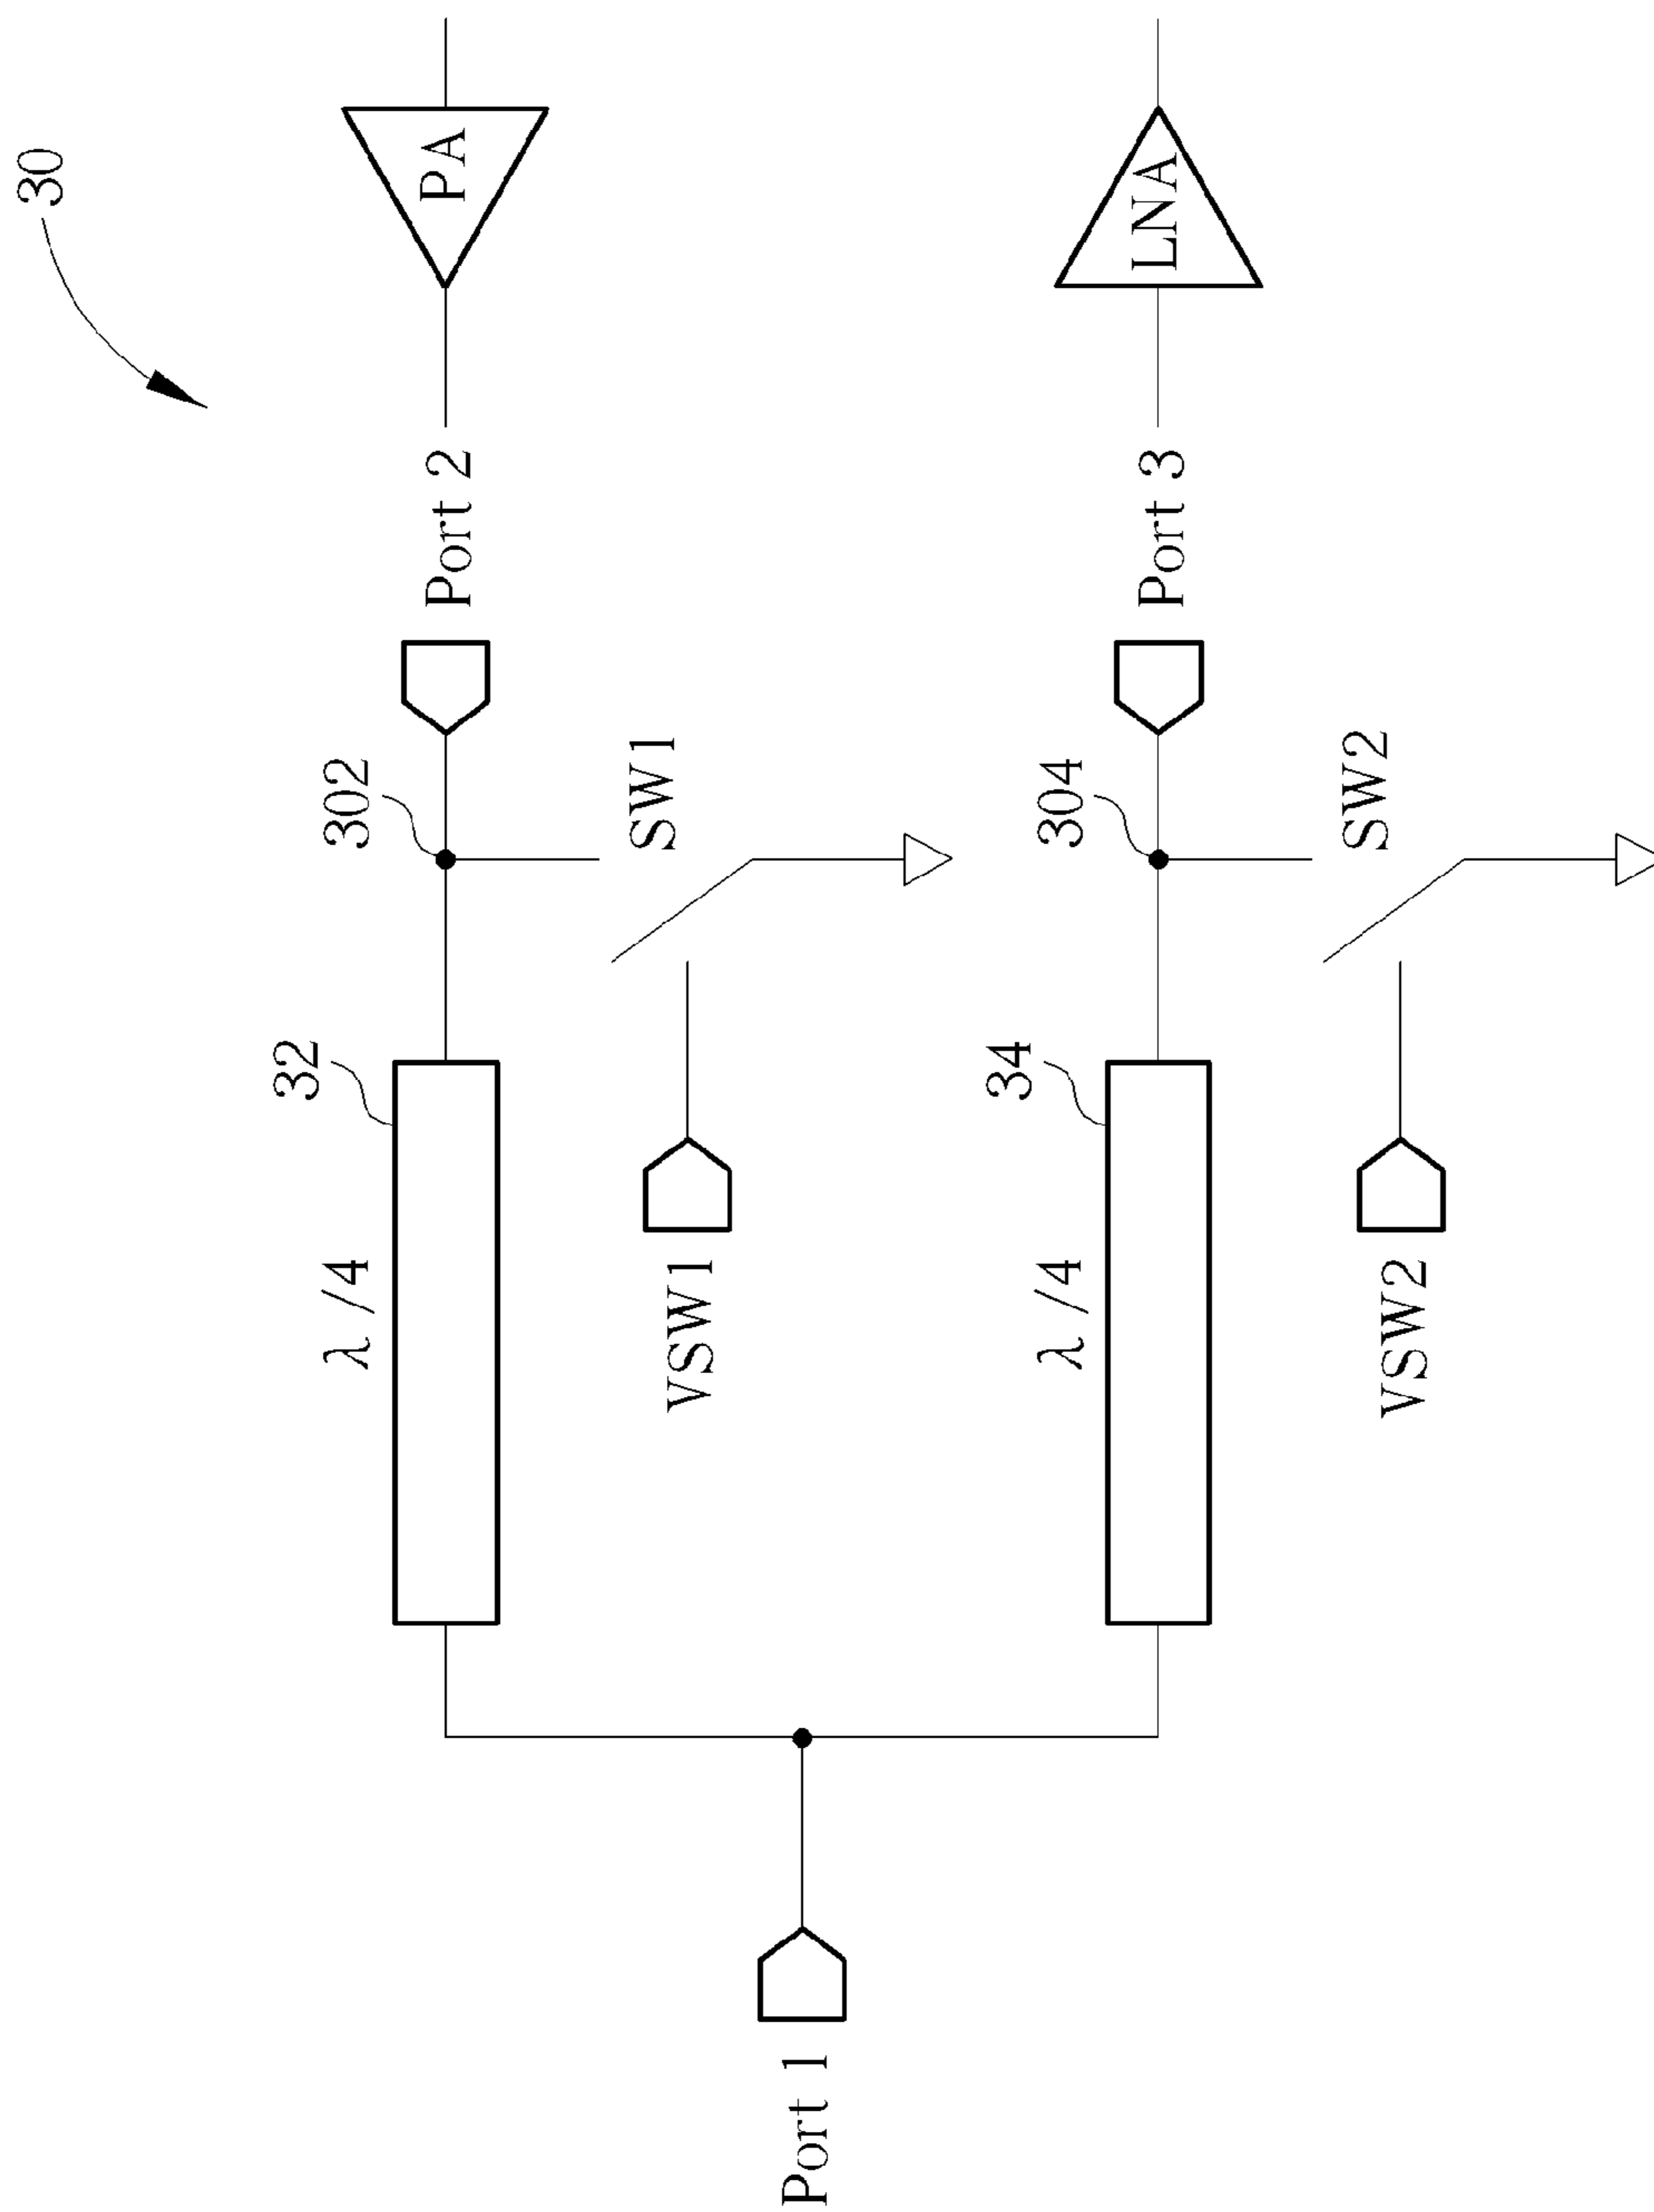 30
PA
Port 2
302
SW1
32
λ/4
VSW1
LNA
Port 3
304
SW2
34
λ/4
VSW2
Port 1